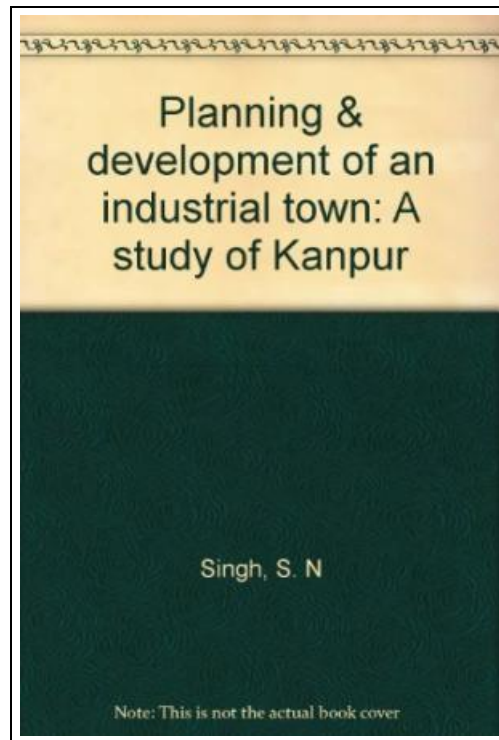 Planning &
development of an
industrial town: A
study of Kanpur
Singh, S. N
Note: This is not the actual book cover